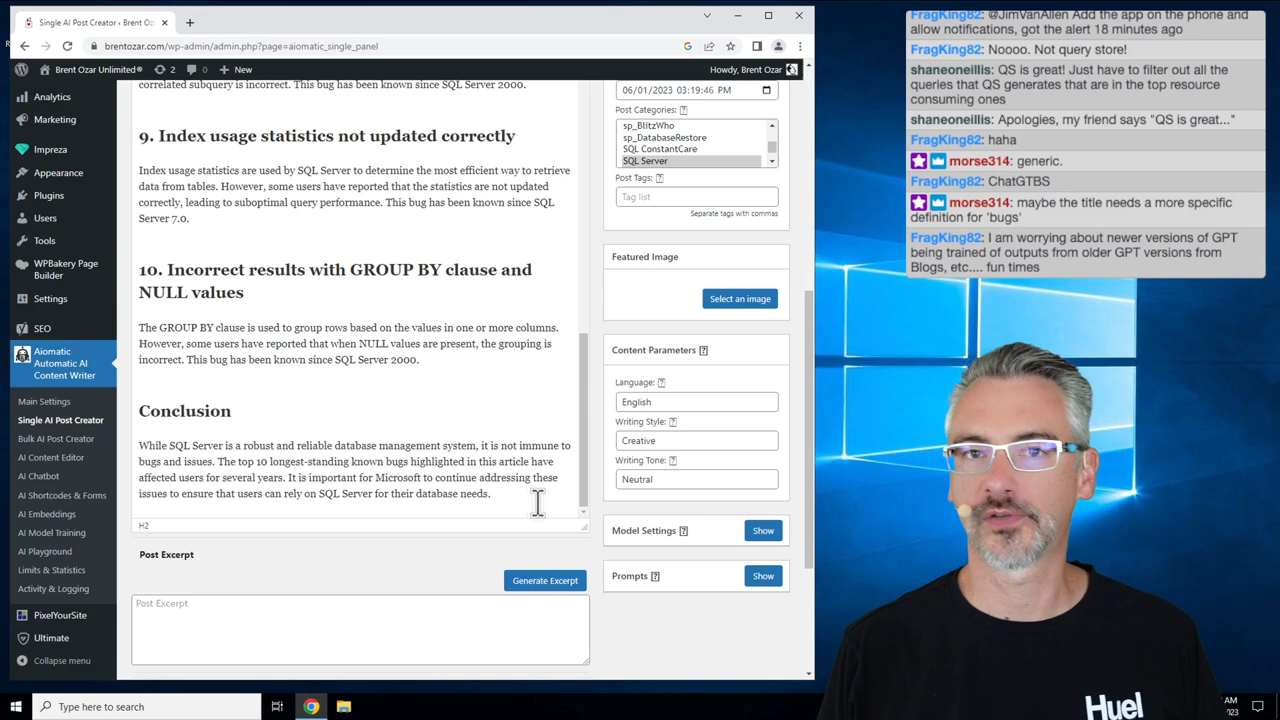 Single AI Post Creator ‹ Brent Oz
brentozar.com/wp-admin/admin.php?page=aiomatic_single_panel
Brent Ozar Unlimited®
2
0
New
Howdy, Brent Ozar
Analytics
Marketing
Impreza
Appearance
Plugins
Users
Tools
WPBakery Page
Builder
Settings
SEO
Aiomatic
Automatic AI
Content Writer
Main Settings
Single AI Post Creator
Bulk AI Post Creator
AI Content Editor
AI Chatbot
AI Shortcodes & Forms
AI Embeddings
AI Model Training
AI Playground
Limits & Statistics
Activity & Logging
PixelYourSite
Ultimate
Collapse menu
correlated subquery is incorrect. This bug has been known since SQL Server 2000.
9. Index usage statistics not updated correctly
Index usage statistics are used by SQL Server to determine the most efficient way to retrieve
data from tables. However, some users have reported that the statistics are not updated
correctly, leading to suboptimal query performance. This bug has been known since SQL
Server 7.0.
10. Incorrect results with GROUP BY clause and
NULL values
The GROUP BY clause is used to group rows based on the values in one or more columns.
However, some users have reported that when NULL values are present, the grouping is
incorrect. This bug has been known since SQL Server 2000.
Conclusion
While SQL Server is a robust and reliable database management system, it is not immune to
bugs and issues. The top 10 longest-standing known bugs highlighted in this article have
affected users for several years. It is important for Microsoft to continue addressing these
issues to ensure that users can rely on SQL Server for their database needs.
H2
Post Excerpt
Generate Excerpt
Post Excerpt
06/01/2023 03:19:46 PM
Post Categories: [?]
sp_BlitzWho
sp_DatabaseRestore
SQL ConstantCare
SQL Server
Post Tags: [?]
Tag list
Separate tags with commas
Featured Image
Select an image
Content Parameters [?]
Language: [?]
English
Writing Style: [?]
Creative
Writing Tone: [?]
Neutral
Model Settings [?]
Show
Prompts [?]
Show
FragKing82: @JimVanAllen Add the app on the phone and
allow notifications, got the alert 18 minutes ago
FragKing82: Noooo. Not query store!
shaneoneillis: QS is great! Just have to filter out all the
queries that QS generates that are in the top resource
consuming ones
shaneoneillis: Apologies, my friend says "QS is great..."
FragKing82: haha
morse314: generic.
FragKing82: ChatGTBS
morse314: maybe the title needs a more specific
definition for 'bugs'
FragKing82: I am worrying about newer versions of GPT
being trained of outputs from older GPT versions from
Blogs, etc.... fun times
Huel
Type here to search
AM